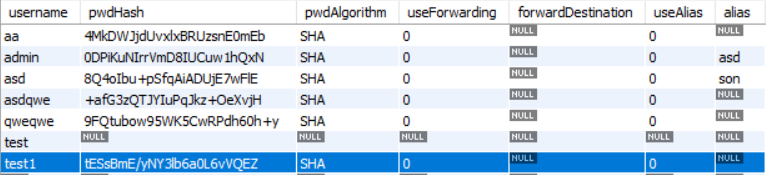 username pwdHash pwdAlgorithm useForwarding forwardDestination useAlias alias
aa 4MkDWJjdUvxlxBRUzsnE0mEb SHA 0 NULL 0 NULL
admin 0DPiKuNIrrVmD8IUCuw1hQxN SHA 0 NULL 0 asd
asd 8Q4oIbu+pSfqAiADUjE7wFlE SHA 0 NULL 0 son
asdqwe +afG3zQTJYIuPqJkz+OeXvjH SHA 0 NULL 0 NULL
qweqwe 9FQtubow95WK5CwRPdh60h+y SHA 0 NULL 0 NULL
test NULL NULL NULL NULL NULL NULL
test1 tESsBmE/yNY3lb6a0L6vVQEZ SHA 0 NULL 0 NULL